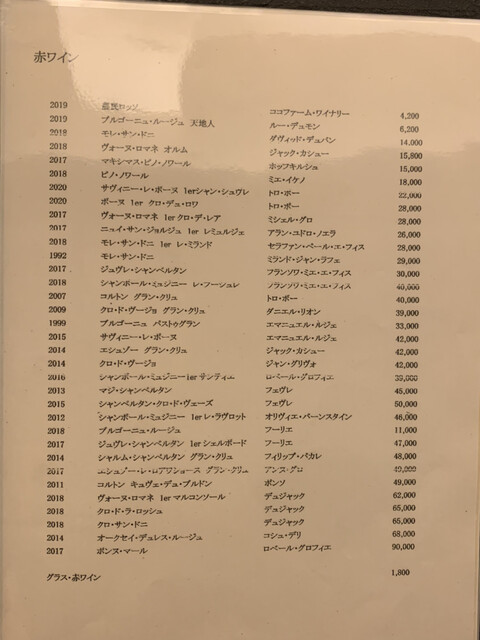 赤ワイン
2019 農民ロッソ ココファーム・ワイナリー 4,200
2019 ブルゴーニュ・ルージュ 天地人 ルー・デュモン 6,200
2018 モレ・サン・ドニ ダヴィッド・デュバン 14,000
2018 ヴォーヌ・ロマネ オルム ジャック・カシュー 15,800
2017 マキシマス・ピノ・ノワール ホッフキルシュ 15,000
2018 ピノ・ノワール ミエ・イケノ 18,000
2020 サヴィニー・レ・ボーヌ 1erシャン・シュヴレ トロ・ボー 22,000
2020 ボーヌ 1er クロ・デュ・ロワ トロ・ボー 28,000
2017 ヴォーヌ・ロマネ 1er クロ・デ・レア ミシェル・グロ 28,000
2017 ニュイ・サン・ジョルジュ 1er レミュルジェ アラン・ユドロ・ノエラ 26,000
2018 モレ・サン・ドニ 1er レ・ミランド セラファン・ペール・エ・フィス 28,000
1992 モレ・サン・ドニ ミランド・ジャン・ラフェ 29,000
2017 ジュヴレ・シャンベルタン フランソワ・ミエ・エ・フィス 30,000
2018 シャンボール・ミュジニー レ・フーシュレ フランソワ・ミエ・エ・フィス 40,000
2007 コルトン グラン・クリュ トロ・ボー 40,000
2009 クロ・ド・ヴージョ グラン・クリュ ダニエル・リオン 39,000
1999 ブルゴーニュ パストゥグラン エマニュエル・ルジェ 33,000
2015 サヴィニー・レ・ボーヌ エマニュエル・ルジェ 42,000
2014 エシュゾー グラン・クリュ ジャック・カシュー 42,000
2014 クロ・ド・ヴージョ ジャン・グリヴォ 42,000
2016 シャンボール・ミュジニー 1er サンティエ ロベール・グロフィエ 39,000
2013 マジ・シャンベルタン フェヴレ 45,000
2015 シャンベルタン・クロ・ド・ヴェーズ フェヴレ 50,000
2012 シャンボール・ミュジニー 1er レ・ラヴロット オリヴィエ・バーンスタイン 46,000
2018 ブルゴーニュ・ルージュ フーリエ 11,000
2017 ジュヴレ・シャンベルタン 1er シェルボード フーリエ 47,000
2014 シャルム・シャンベルタン グラン・クリュ フィリップ・パカレ 48,000
2017 エシュゾー・レ・ロアショース グラン・クリュ アンヌ・グロ 49,000
2011 コルトン キュヴェ・デュ・ブルドン ポンソ 49,000
2018 ヴォーヌ・ロマネ 1er マルコンソール デュジャック 62,000
2018 クロ・ド・ラ・ロッシュ デュジャック 65,000
2018 クロ・サン・ドニ デュジャック 65,000
2014 オークセイ・デュレス・ルージュ コシュ・デリ 68,000
2017 ボンヌ・マール ロベール・グロフィエ 90,000
グラス・赤ワイン 1,800